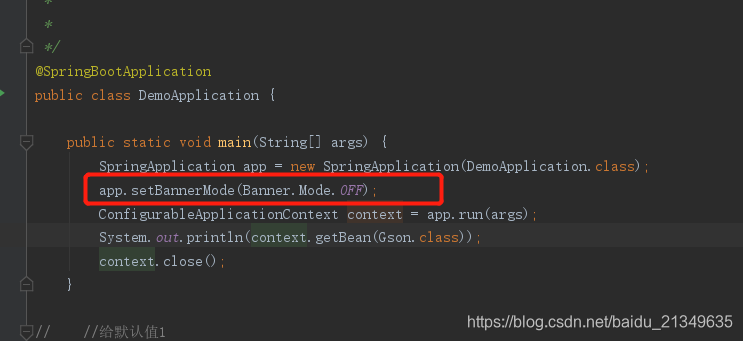 *
*
*/
@SpringBootApplication
public class DemoApplication {
public static void main(String[] args) {
SpringApplication app = new SpringApplication(DemoApplication.class);
app.setBannerMode(Banner.Mode.OFF);
ConfigurableApplicationContext context = app.run(args);
System.out.println(context.getBean(Gson.class));
context.close();
}
// //给默认值1
https://blog.csdn.net/baidu_21349635